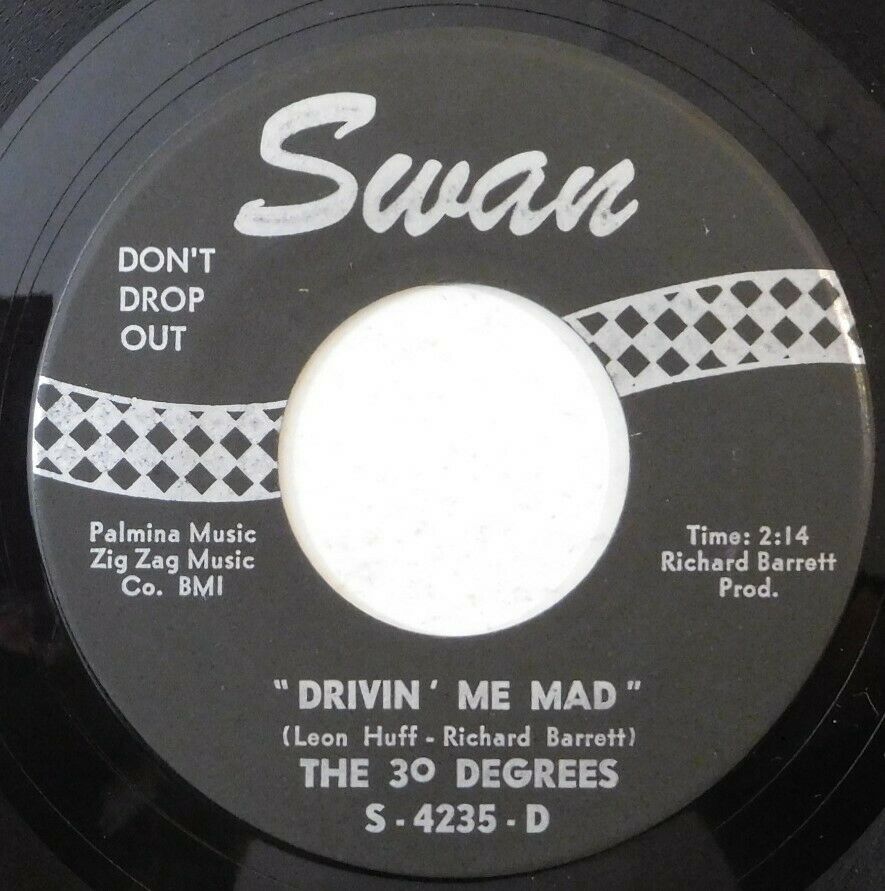 Swan
DON'T
DROP
OUT
Palmina Music
Zig Zag Music
Co. BMI
Time: 2:14
Richard Barrett
Prod.
"DRIVIN' ME MAD"
(Leon Huff - Richard Barrett)
THE 3º DEGREES
S - 4235 - D